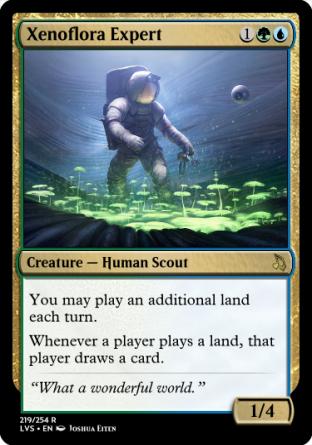 Xenoflora Expert 1
Creature — Human Scout
You may play an additional land
each turn.
Whenever a player plays a land, that
player draws a card.
“What a wonderful world.”
1/4
219/254 R
LVS • EN Joshua Eiten